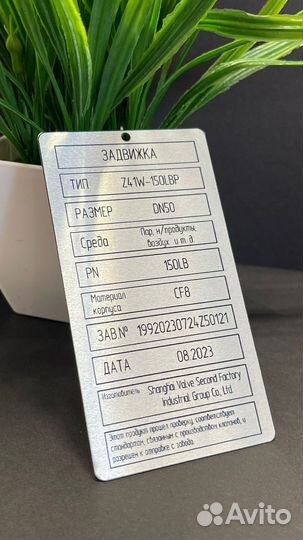 ЗАДВИЖКА
ТИП Z41W-150LBP
РАЗМЕР DN50
Среда Пар, н/продукты, воздух и т. д.
PN 150LB
Материал корпуса CF8
ЗАВ.№ 19920230724Z50121
ДАТА 08.2023
Изготовитель Shanghai Valve Second Factory
Industrial Group Co., Ltd.
Этот продукт прошёл проверку, соответствует
стандартам, связанным с производством клапанов, и
разрешен к отправке с завода.
Avito